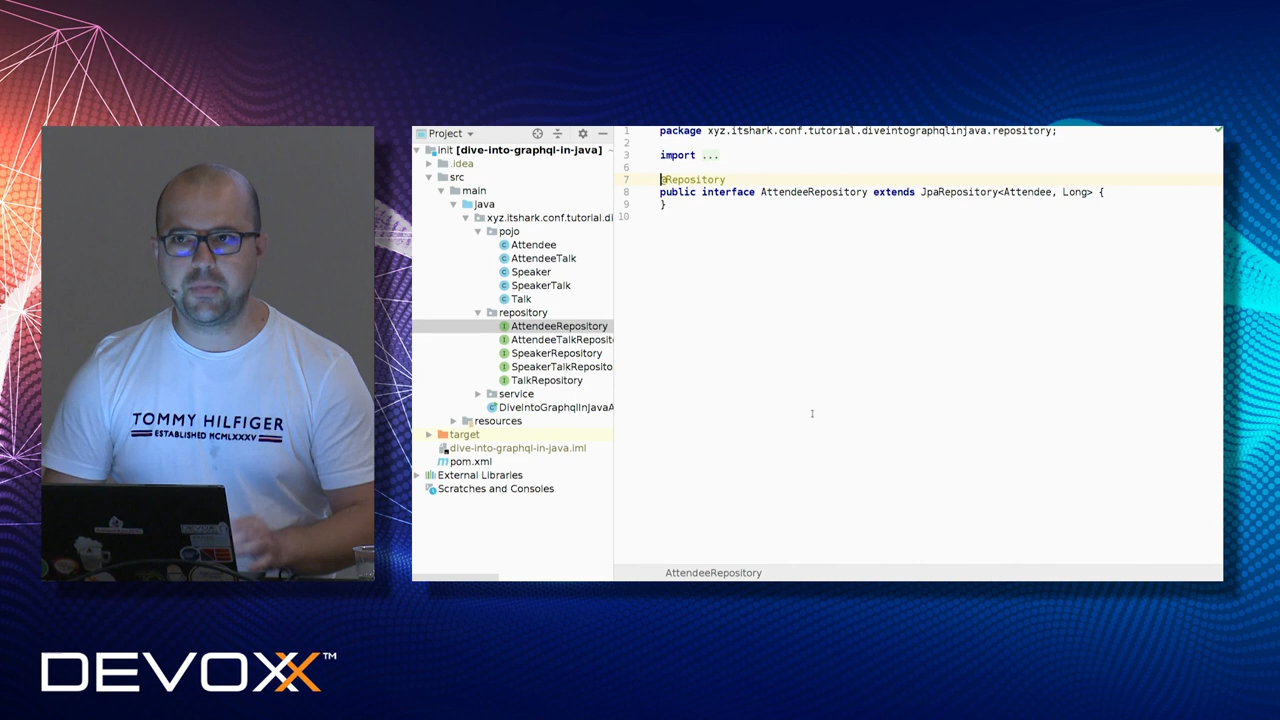 TOMMY HILFIGER
ESTABLISHED MCMLXXXV
DEVOXX™
Project
init [dive-into-graphql-in-java]
.idea
src
main
java
xyz.itshark.conf.tutorial.di
pojo
Attendee
AttendeeTalk
Speaker
SpeakerTalk
Talk
repository
AttendeeRepository
AttendeeTalkReposit
SpeakerRepository
SpeakerTalkReposito
TalkRepository
service
DiveIntoGraphqlInJavaA
resources
target
dive-into-graphql-in-java.iml
pom.xml
External Libraries
Scratches and Consoles
1 package xyz.itshark.conf.tutorial.diveintographqlinjava.repository;
2
3 import ...
6
7 @Repository
8 public interface AttendeeRepository extends JpaRepository<Attendee, Long> {
9 }
10
AttendeeRepository